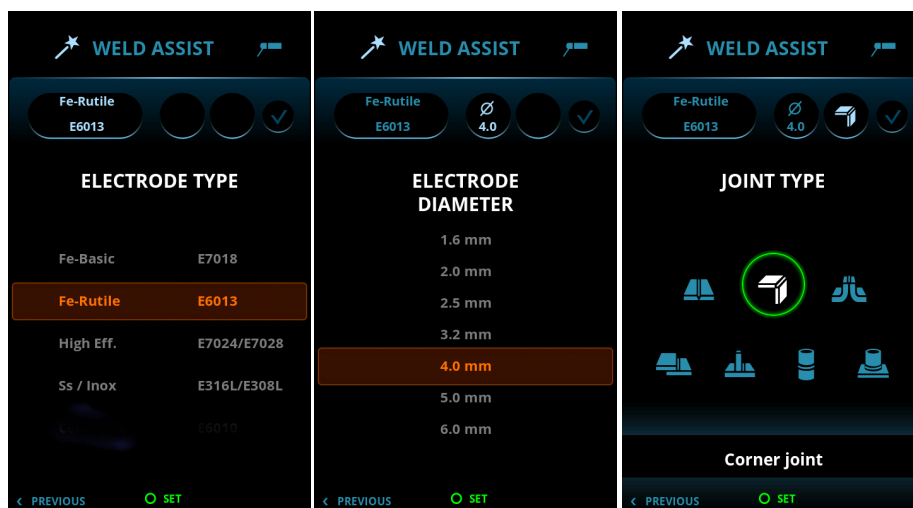 WELD ASSIST
Fe-Rutile
E6013
ELECTRODE TYPE
Fe-Basic E7018
Fe-Rutile E6013
High Eff. E7024/E7028
Ss / Inox E316L/E308L
E6010
PREVIOUS
SET
WELD ASSIST
Fe-Rutile
E6013
Ø
4.0
ELECTRODE
DIAMETER
1.6 mm
2.0 mm
2.5 mm
3.2 mm
4.0 mm
5.0 mm
6.0 mm
PREVIOUS
SET
WELD ASSIST
Fe-Rutile
E6013
Ø
4.0
JOINT TYPE
Corner joint
PREVIOUS
SET